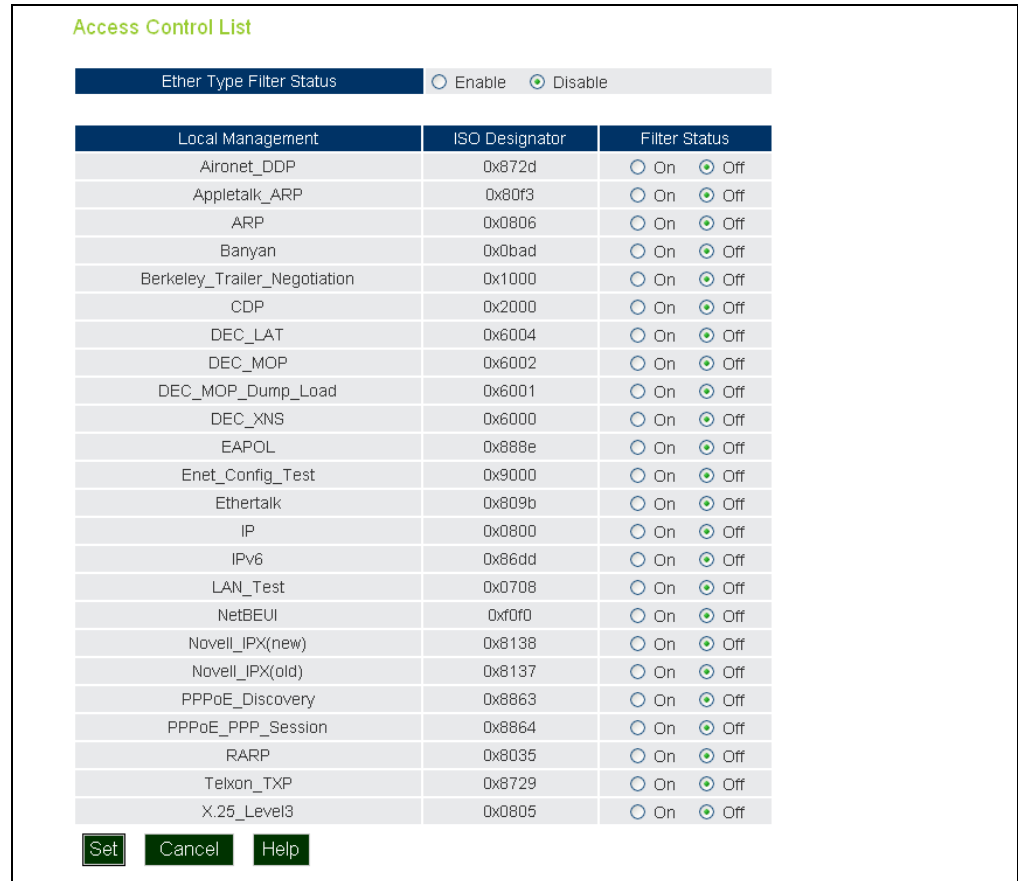 Access Control List
Ether Type Filter Status Enable Disable
Local Management ISO Designator Filter Status
Aironet_DDP 0x872d On Off
Appletalk_ARP 0x80f3 On Off
ARP 0x0806 On Off
Banyan 0x0bad On Off
Berkeley_Trailer_Negotiation 0x1000 On Off
CDP 0x2000 On Off
DEC_LAT 0x6004 On Off
DEC_MOP 0x6002 On Off
DEC_MOP_Dump_Load 0x6001 On Off
DEC_XNS 0x6000 On Off
EAPOL 0x888e On Off
Enet_Config_Test 0x9000 On Off
Ethertalk 0x809b On Off
IP 0x0800 On Off
IPv6 0x86dd On Off
LAN_Test 0x0708 On Off
NetBEUI 0xf0f0 On Off
Novell_IPX(new) 0x8138 On Off
Novell_IPX(old) 0x8137 On Off
PPPoE_Discovery 0x8863 On Off
PPPoE_PPP_Session 0x8864 On Off
RARP 0x8035 On Off
Telxon_TXP 0x8729 On Off
X.25_Level3 0x0805 On Off
Set Cancel Help